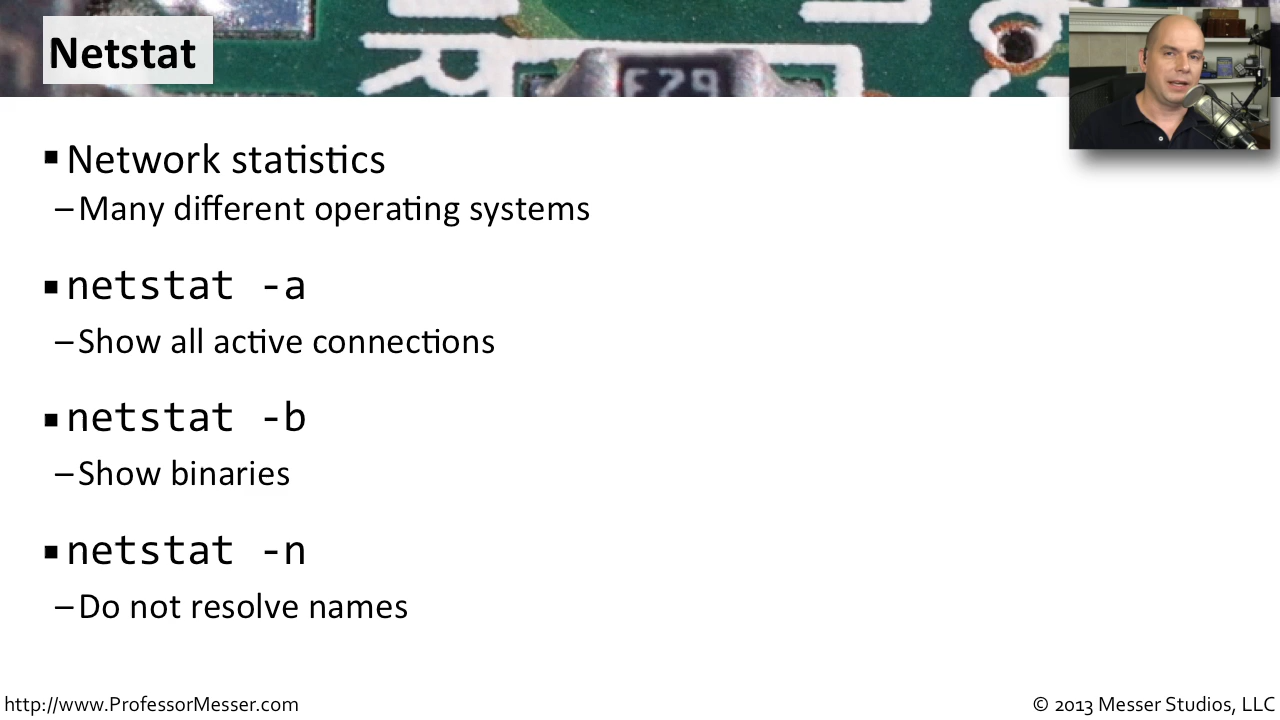 Netstat
E79
Network statistics
–Many different operating systems
netstat -a
–Show all active connections
netstat -b
–Show binaries
netstat -n
–Do not resolve names
http://www.ProfessorMesser.com
© 2013 Messer Studios, LLC